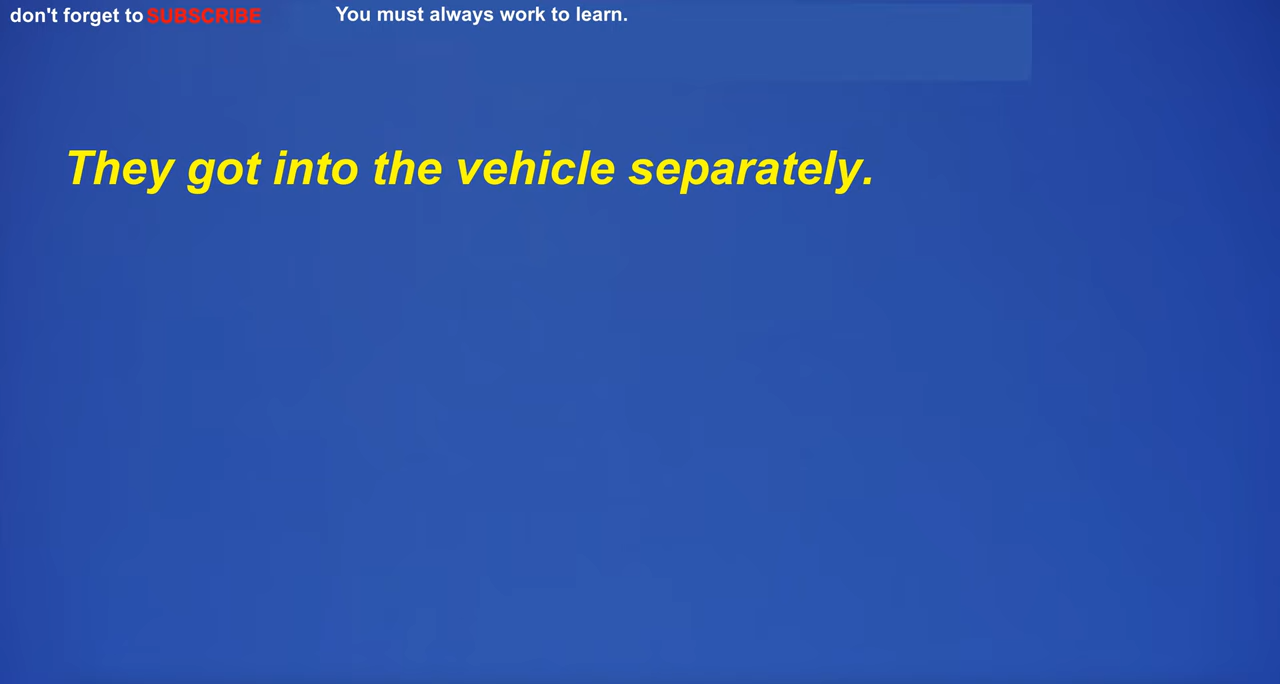 don't forget to SUBSCRIBE You must always work to learn.
They got into the vehicle separately.